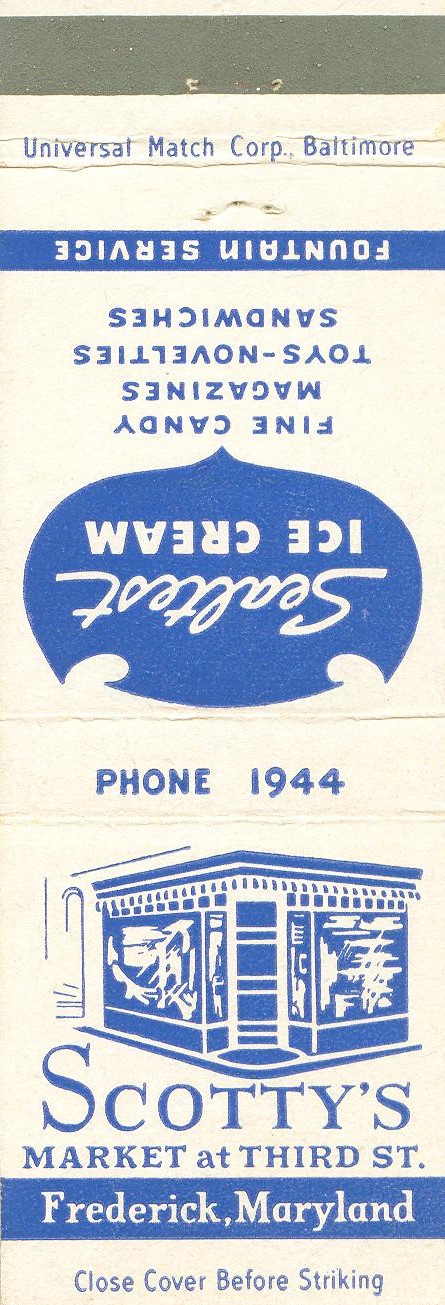 Universal Match Corp., Baltimore
FOUNTAIN SERVICE
SANDWICHES
TOYS-NOVELTIES
MAGAZINES
FINE CANDY
ICE CREAM
Sealtest
PHONE 1944
SCOTTY'S
MARKET at THIRD ST.
Frederick, Maryland
Close Cover Before Striking